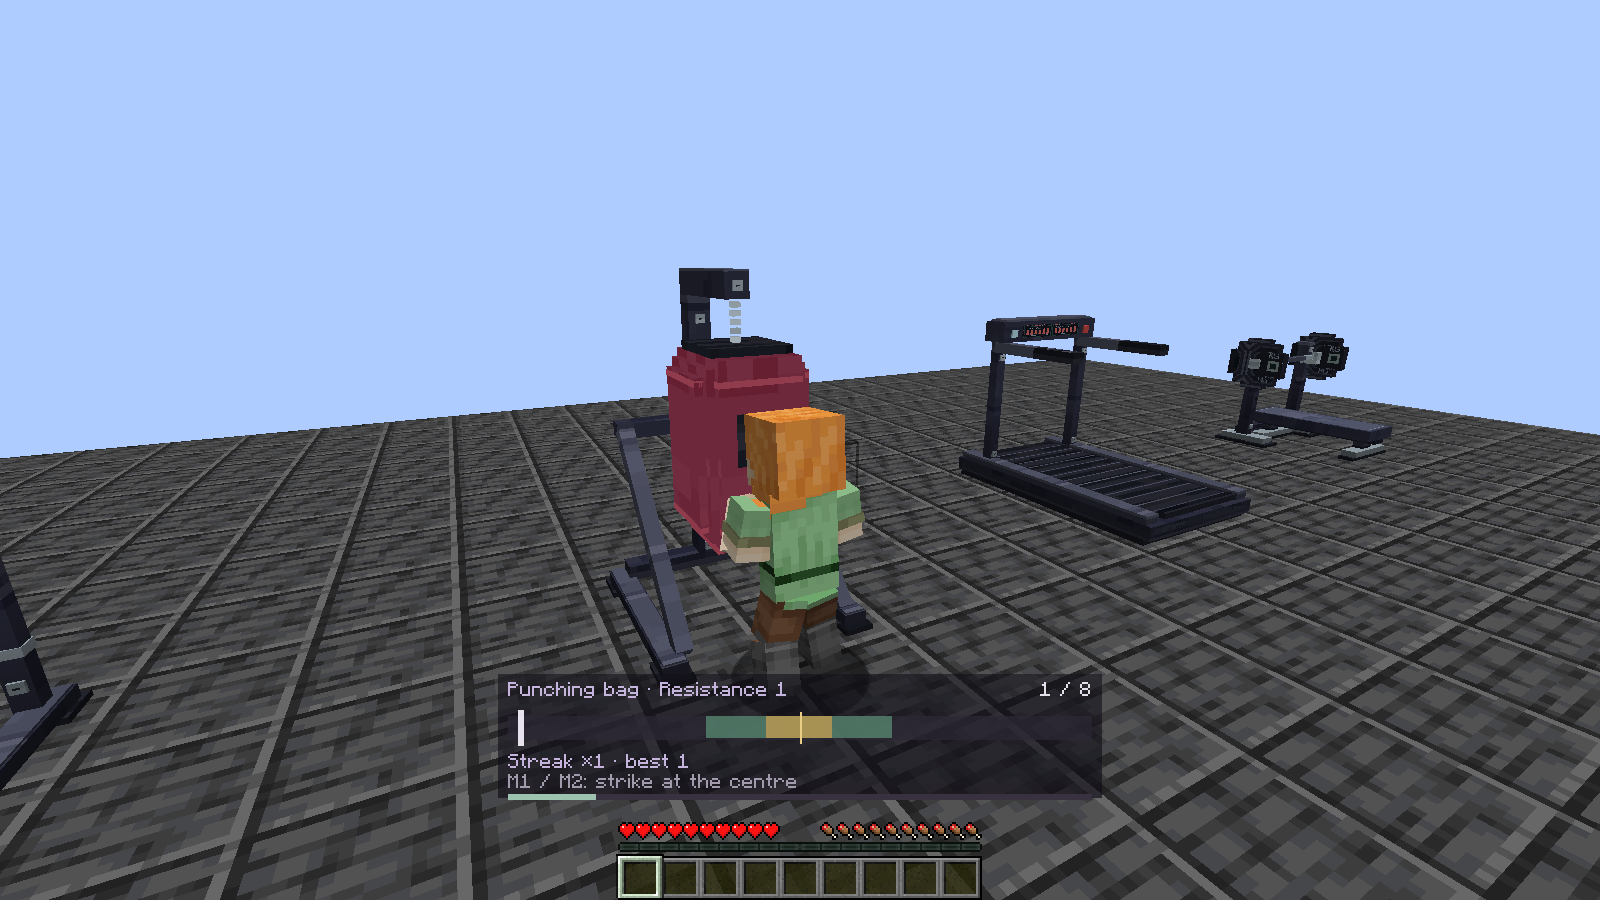 Punching bag · Resistance 1
1 / 8
Streak ×1 · best 1
M1 / M2: strike at the centre